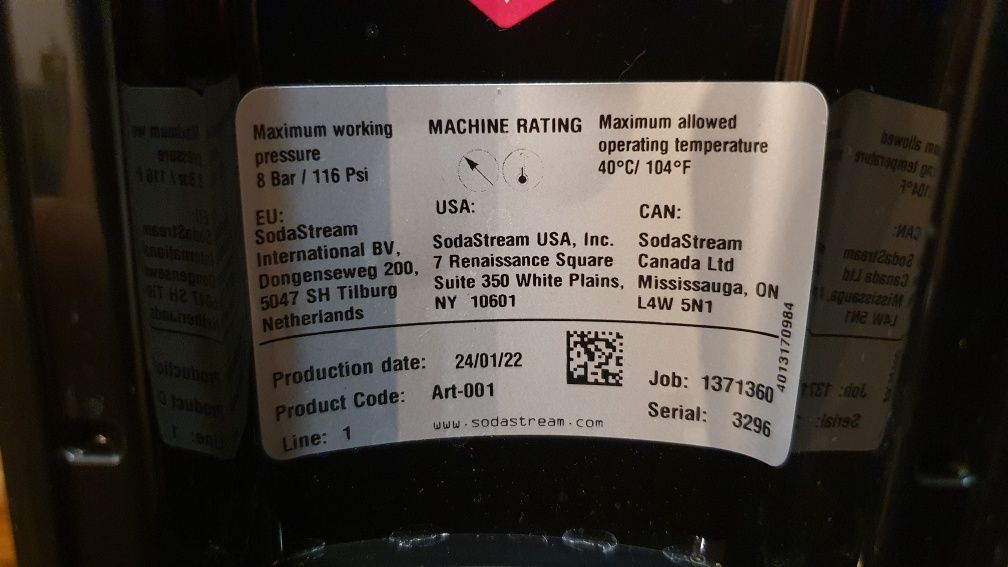 Maximum working
pressure
8 Bar / 116 Psi
MACHINE RATING
Maximum allowed
operating temperature
40°C/ 104°F
EU:
SodaStream
International BV,
Dongenseweg 200,
5047 SH Tilburg
Netherlands
USA:
SodaStream USA, Inc.
7 Renaissance Square
Suite 350 White Plains,
NY 10601
CAN:
SodaStream
Canada Ltd
Mississauga, ON
L4W 5N1
4013170984
Production date: 24/01/22
Product Code: Art-001
Line: 1
www.sodastream.com
Job: 1371360
Serial: 3296